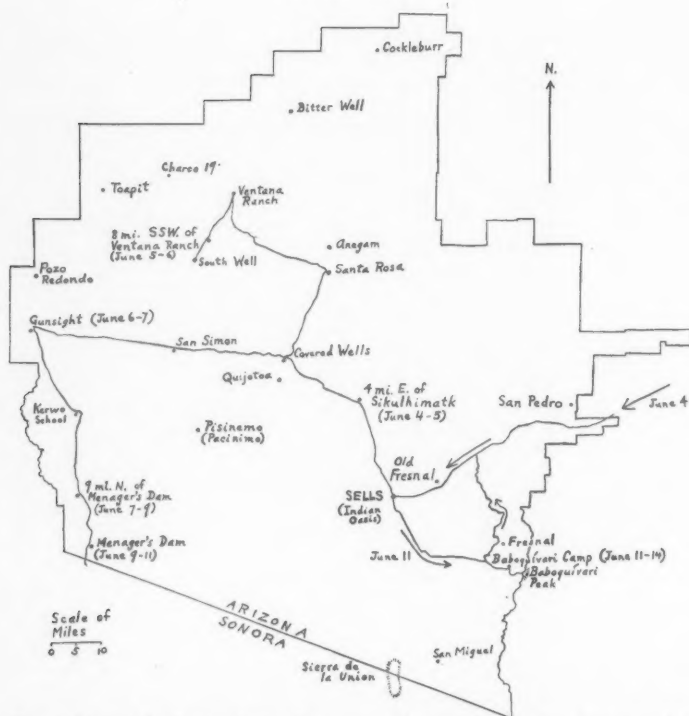 Cockleburr
N.
Bitter Well
Charco 19.
Toapit
Ventana
Ranch
8 mi. SSW. of
Ventana Ranch
(June 5-6)
South Well
Anegam
Santa Rosa
Pozo
Redondo
Gunsight (June 6-7)
San Simon
Covered Wells
Quijotoa
4 mi. E. of
Sikulhimatk
(June 4-5)
San Pedro
June 4
Kerwo
School
Pisinemo
(Pacinimo)
Old
Fresnal
9 mi. N. of
Menager's Dam
(June 7-9)
SELLS
(Indian
Oasis)
Fresnal
Menager's Dam
(June 9-11)
June 11
Baboquivari Camp (June 11-14)
Baboquivari
Peak
Scale of
Miles
0 5 10
ARIZONA
SONORA
San Miguel
Sierra de
la Union